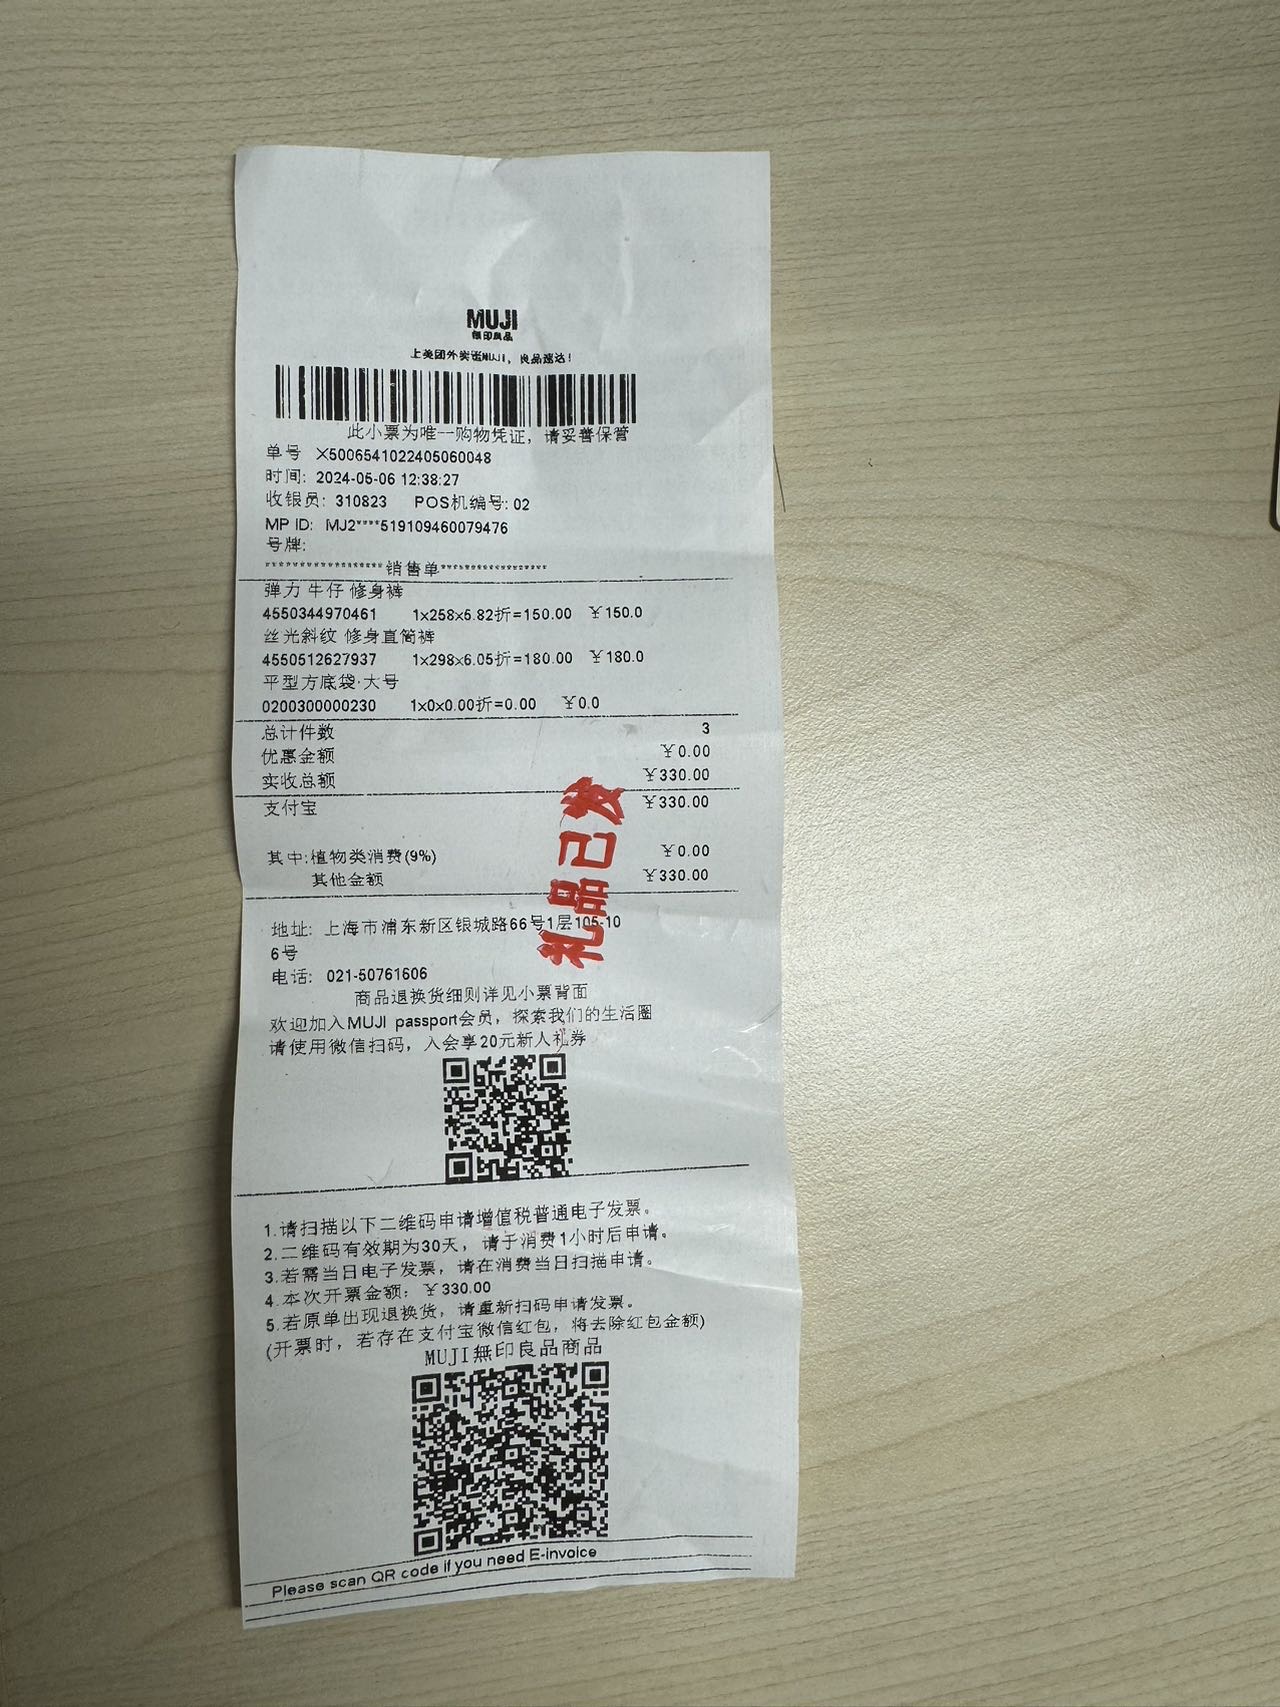 MUJI
無印良品
上美团外卖逛MUJI，良品速达！
此小票为唯一购物凭证，请妥善保管
单号 X5006541022405060048
时间：2024-05-06 12:38:27
收银员：310823 POS机编号：02
MP ID: MJ2****519109460079476
号牌：
********************销售单******************
弹力 牛仔 修身裤
4550344970461 1x258x5.82折=150.00 ￥150.0
丝光斜纹 修身直筒裤
4550512627937 1x298x6.05折=180.00 ￥180.0
平型方底袋·大号
0200300000230 1x0x0.00折=0.00 ￥0.0
总计件数 3
优惠金额 ￥0.00
实收总额 ￥330.00
支付宝 ￥330.00
其中:植物类消费(9%) ￥0.00
其他金额 ￥330.00
礼品已发
地址：上海市浦东新区银城路66号1层105-10
6号
电话：021-50761606
商品退换货细则详见小票背面
欢迎加入MUJI passport会员，探索我们的生活圈
请使用微信扫码，入会享20元新人礼券
1.请扫描以下二维码申请增值税普通电子发票。
2.二维码有效期为30天，请于消费1小时后申请。
3.若需当日电子发票，请在消费当日扫描申请。
4.本次开票金额：￥330.00
5.若原单出现退换货，请重新扫码申请发票。
(开票时，若存在支付宝微信红包，将去除红包金额)
MUJI無印良品商品
Please scan QR code if you need E-invoice